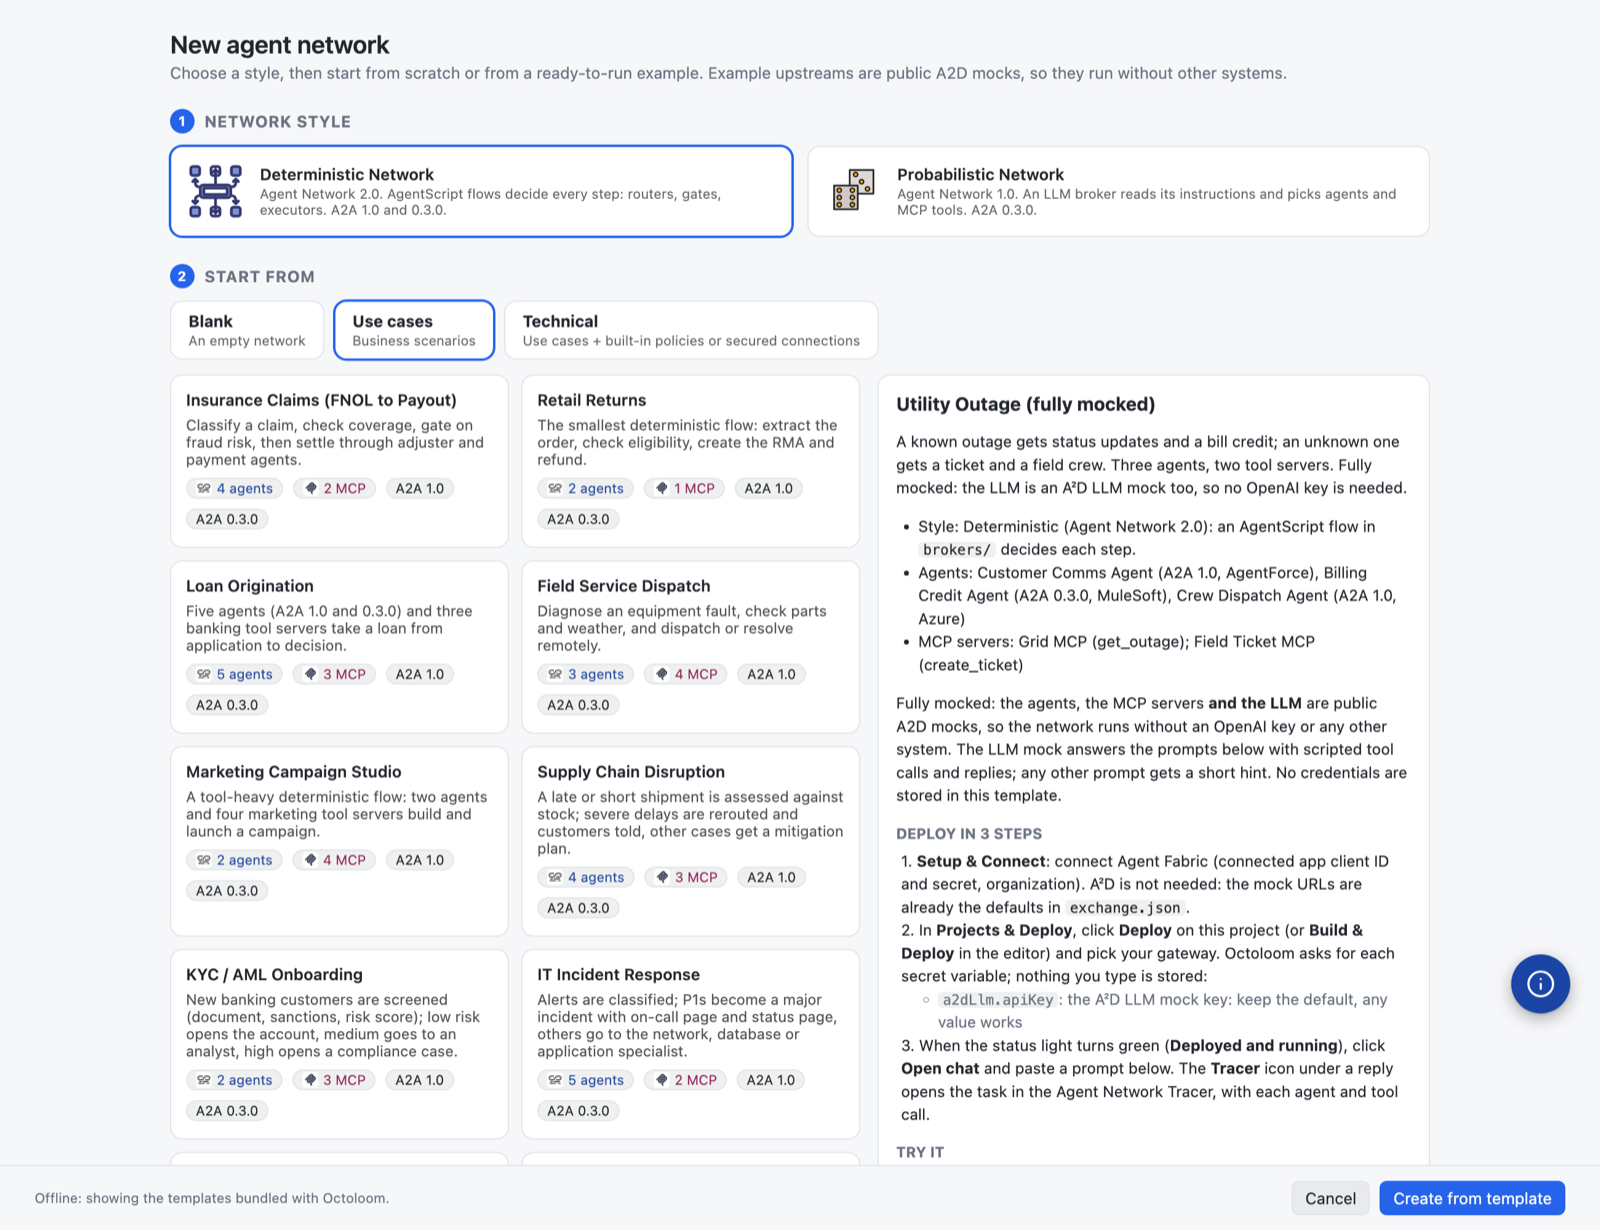 New agent network
Choose a style, then start from scratch or from a ready-to-run example. Example upstreams are public A2D mocks, so they run without other systems.
1 NETWORK STYLE
Deterministic Network
Agent Network 2.0. AgentScript flows decide every step: routers, gates,
executors. A2A 1.0 and 0.3.0.
Probabilistic Network
Agent Network 1.0. An LLM broker reads its instructions and picks agents and
MCP tools. A2A 0.3.0.
2 START FROM
Blank
An empty network
Use cases
Business scenarios
Technical
Use cases + built-in policies or secured connections
Insurance Claims (FNOL to Payout)
Classify a claim, check coverage, gate on
fraud risk, then settle through adjuster and
payment agents.
4 agents 2 MCP A2A 1.0
A2A 0.3.0
Retail Returns
The smallest deterministic flow: extract the
order, check eligibility, create the RMA and
refund.
2 agents 1 MCP A2A 1.0
A2A 0.3.0
Loan Origination
Five agents (A2A 1.0 and 0.3.0) and three
banking tool servers take a loan from
application to decision.
5 agents 3 MCP A2A 1.0
A2A 0.3.0
Field Service Dispatch
Diagnose an equipment fault, check parts
and weather, and dispatch or resolve
remotely.
3 agents 4 MCP A2A 1.0
A2A 0.3.0
Marketing Campaign Studio
A tool-heavy deterministic flow: two agents
and four marketing tool servers build and
launch a campaign.
2 agents 4 MCP A2A 1.0
A2A 0.3.0
Supply Chain Disruption
A late or short shipment is assessed against
stock; severe delays are rerouted and
customers told, other cases get a mitigation
plan.
4 agents 3 MCP A2A 1.0
A2A 0.3.0
KYC / AML Onboarding
New banking customers are screened
(document, sanctions, risk score); low risk
opens the account, medium goes to an
analyst, high opens a compliance case.
2 agents 3 MCP A2A 1.0
A2A 0.3.0
IT Incident Response
Alerts are classified; P1s become a major
incident with on-call page and status page,
others go to the network, database or
application specialist.
5 agents 2 MCP A2A 1.0
A2A 0.3.0
Utility Outage (fully mocked)
A known outage gets status updates and a bill credit; an unknown one
gets a ticket and a field crew. Three agents, two tool servers. Fully
mocked: the LLM is an A²D LLM mock too, so no OpenAI key is needed.
• Style: Deterministic (Agent Network 2.0): an AgentScript flow in
brokers/ decides each step.
• Agents: Customer Comms Agent (A2A 1.0, AgentForce), Billing
Credit Agent (A2A 0.3.0, MuleSoft), Crew Dispatch Agent (A2A 1.0,
Azure)
• MCP servers: Grid MCP (get_outage); Field Ticket MCP
(create_ticket)
Fully mocked: the agents, the MCP servers and the LLM are public
A2D mocks, so the network runs without an OpenAI key or any other
system. The LLM mock answers the prompts below with scripted tool
calls and replies; any other prompt gets a short hint. No credentials are
stored in this template.
DEPLOY IN 3 STEPS
1. Setup & Connect: connect Agent Fabric (connected app client ID
and secret, organization). A²D is not needed: the mock URLs are
already the defaults in exchange.json.
2. In Projects & Deploy, click Deploy on this project (or Build &
Deploy in the editor) and pick your gateway. Octoloom asks for each
secret variable; nothing you type is stored:
◦ a2dLlm.apiKey: the A²D LLM mock key: keep the default, any
value works
3. When the status light turns green (Deployed and running), click
Open chat and paste a prompt below. The Tracer icon under a reply
opens the task in the Agent Network Tracer, with each agent and tool
call.
TRY IT
Offline: showing the templates bundled with Octoloom.
Cancel
Create from template